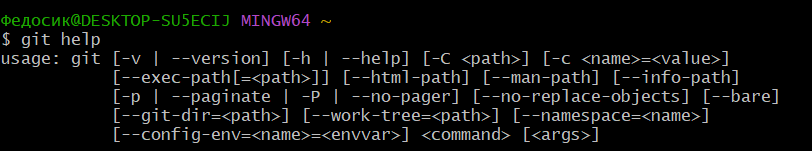 Федосик@DESKTOP-SU5ECIJ MINGW64 ~
$ git help
usage: git [-v | --version] [-h | --help] [-C <path>] [-c <name>=<value>]
           [--exec-path[=<path>]] [--html-path] [--man-path] [--info-path]
           [-p | --paginate | -P | --no-pager] [--no-replace-objects] [--bare]
           [--git-dir=<path>] [--work-tree=<path>] [--namespace=<name>]
           [--config-env=<name>=<envvar>] <command> [<args>]